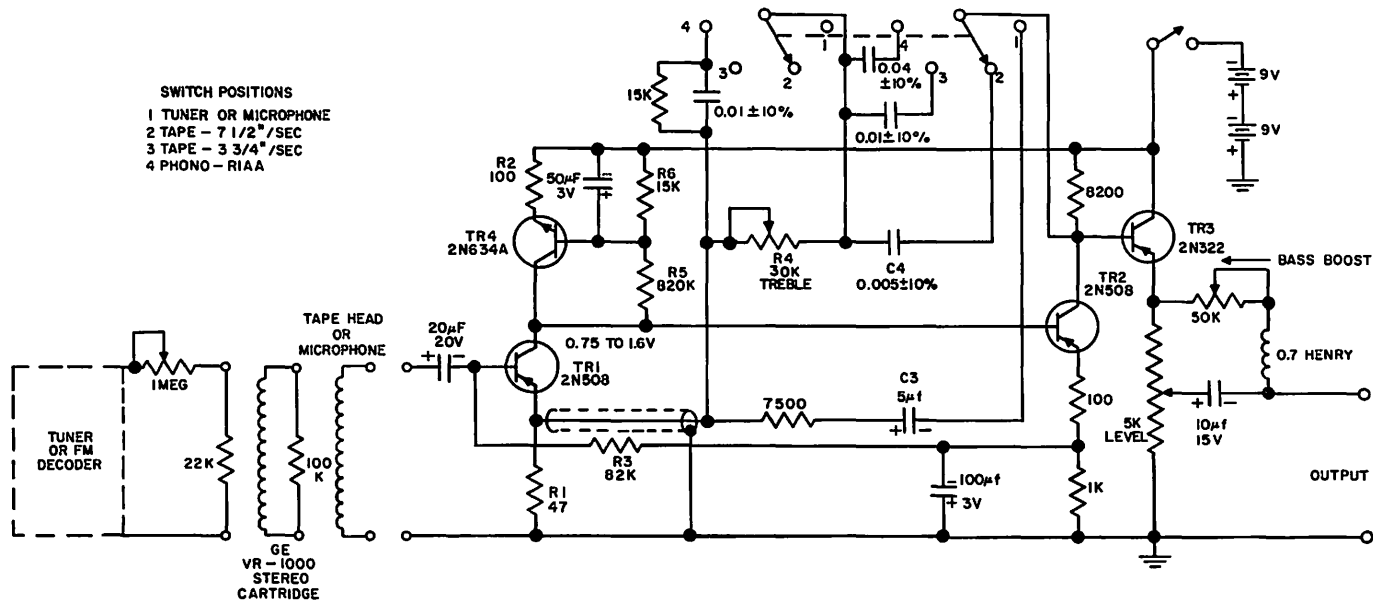 SWITCH POSITIONS
1 TUNER OR MICROPHONE
2 TAPE – 7 1/2"/SEC
3 TAPE – 3 3/4"/SEC
4 PHONO – RIAA
4
3
2
1
15K
0.01 ± 10%
4
3
2
1
0.04
±10%
0.01 ± 10%
– 9V
+
– 9V
+
R2
100
50μF
3V
–
+
R6
15K
8200
TR4
2N634A
R5
820K
R4
30K
TREBLE
C4
0.005±10%
TR3
2N322
TR2
2N508
BASS BOOST
50K
0.7 HENRY
TAPE HEAD
OR
MICROPHONE
20μF
20V
+ –
0.75 TO 1.6V
TR1
2N508
1MEG
TUNER
OR FM
DECODER
22K
100
K
GE
VR – 1000
STEREO
CARTRIDGE
7500
C3
5μf
+ –
100
R3
82K
R1
47
– 100μf
+ 3V
1K
5K
LEVEL
+ –
10μf
15V
OUTPUT